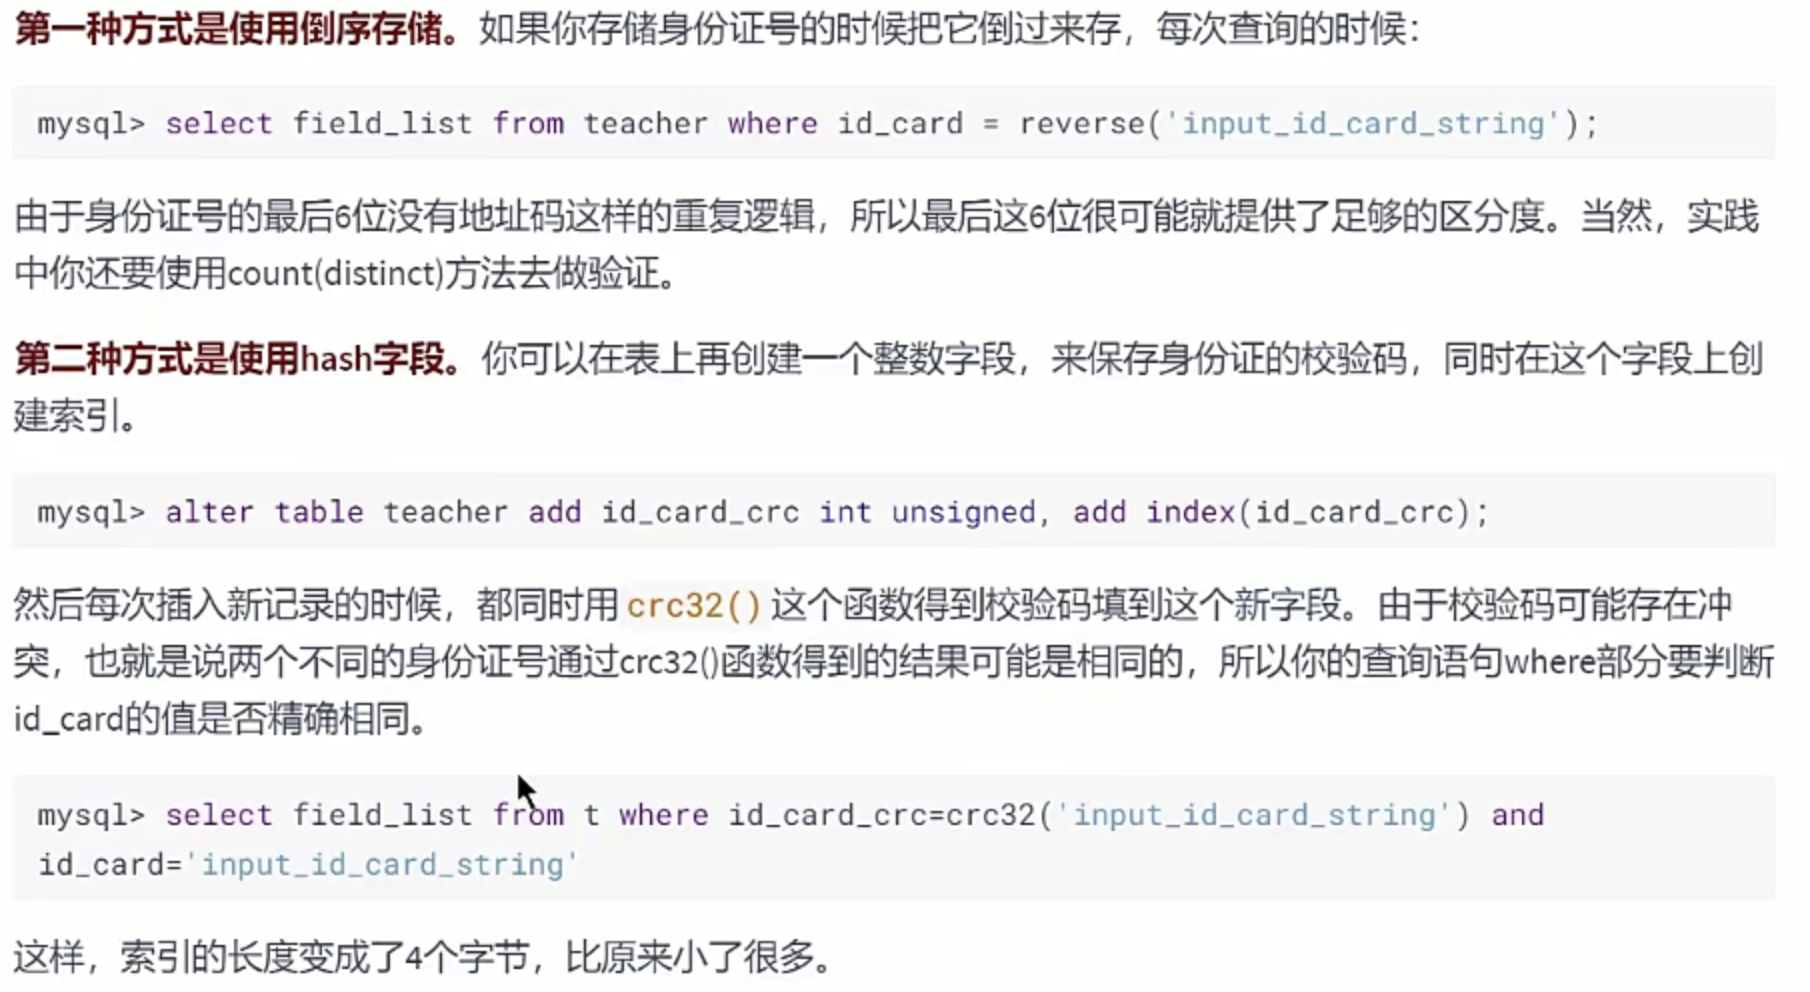 第一种方式是使用倒序存储。如果你存储身份证号的时候把它倒过来存，每次查询的时候：
mysql> select field_list from teacher where id_card = reverse('input_id_card_string');
由于身份证号的最后6位没有地址码这样的重复逻辑，所以最后这6位很可能就提供了足够的区分度。当然，实践
中你还要使用count(distinct)方法去做验证。
第二种方式是使用hash字段。你可以在表上再创建一个整数字段，来保存身份证的校验码，同时在这个字段上创
建索引。
mysql> alter table teacher add id_card_crc int unsigned, add index(id_card_crc);
然后每次插入新记录的时候，都同时用 crc32() 这个函数得到校验码填到这个新字段。由于校验码可能存在冲
突，也就是说两个不同的身份证号通过crc32()函数得到的结果可能是相同的，所以你的查询语句where部分要判断
id_card的值是否精确相同。
mysql> select field_list from t where id_card_crc=crc32('input_id_card_string') and
id_card='input_id_card_string'
这样，索引的长度变成了4个字节，比原来小了很多。